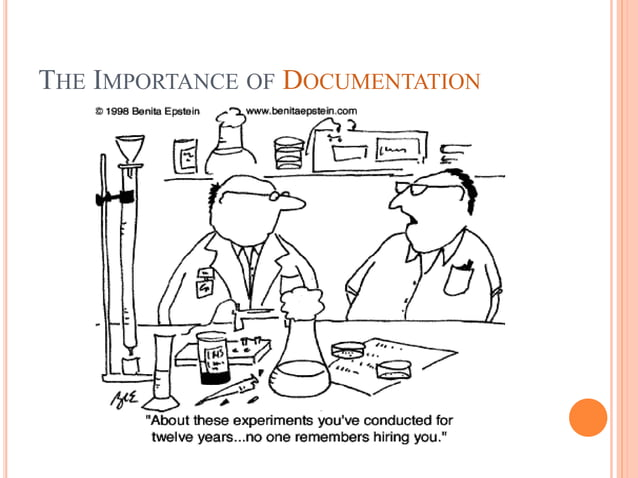 THE IMPORTANCE OF DOCUMENTATION
© 1998 Benita Epstein www.benitaepstein.com
"About these experiments you've conducted for
twelve years...no one remembers hiring you."